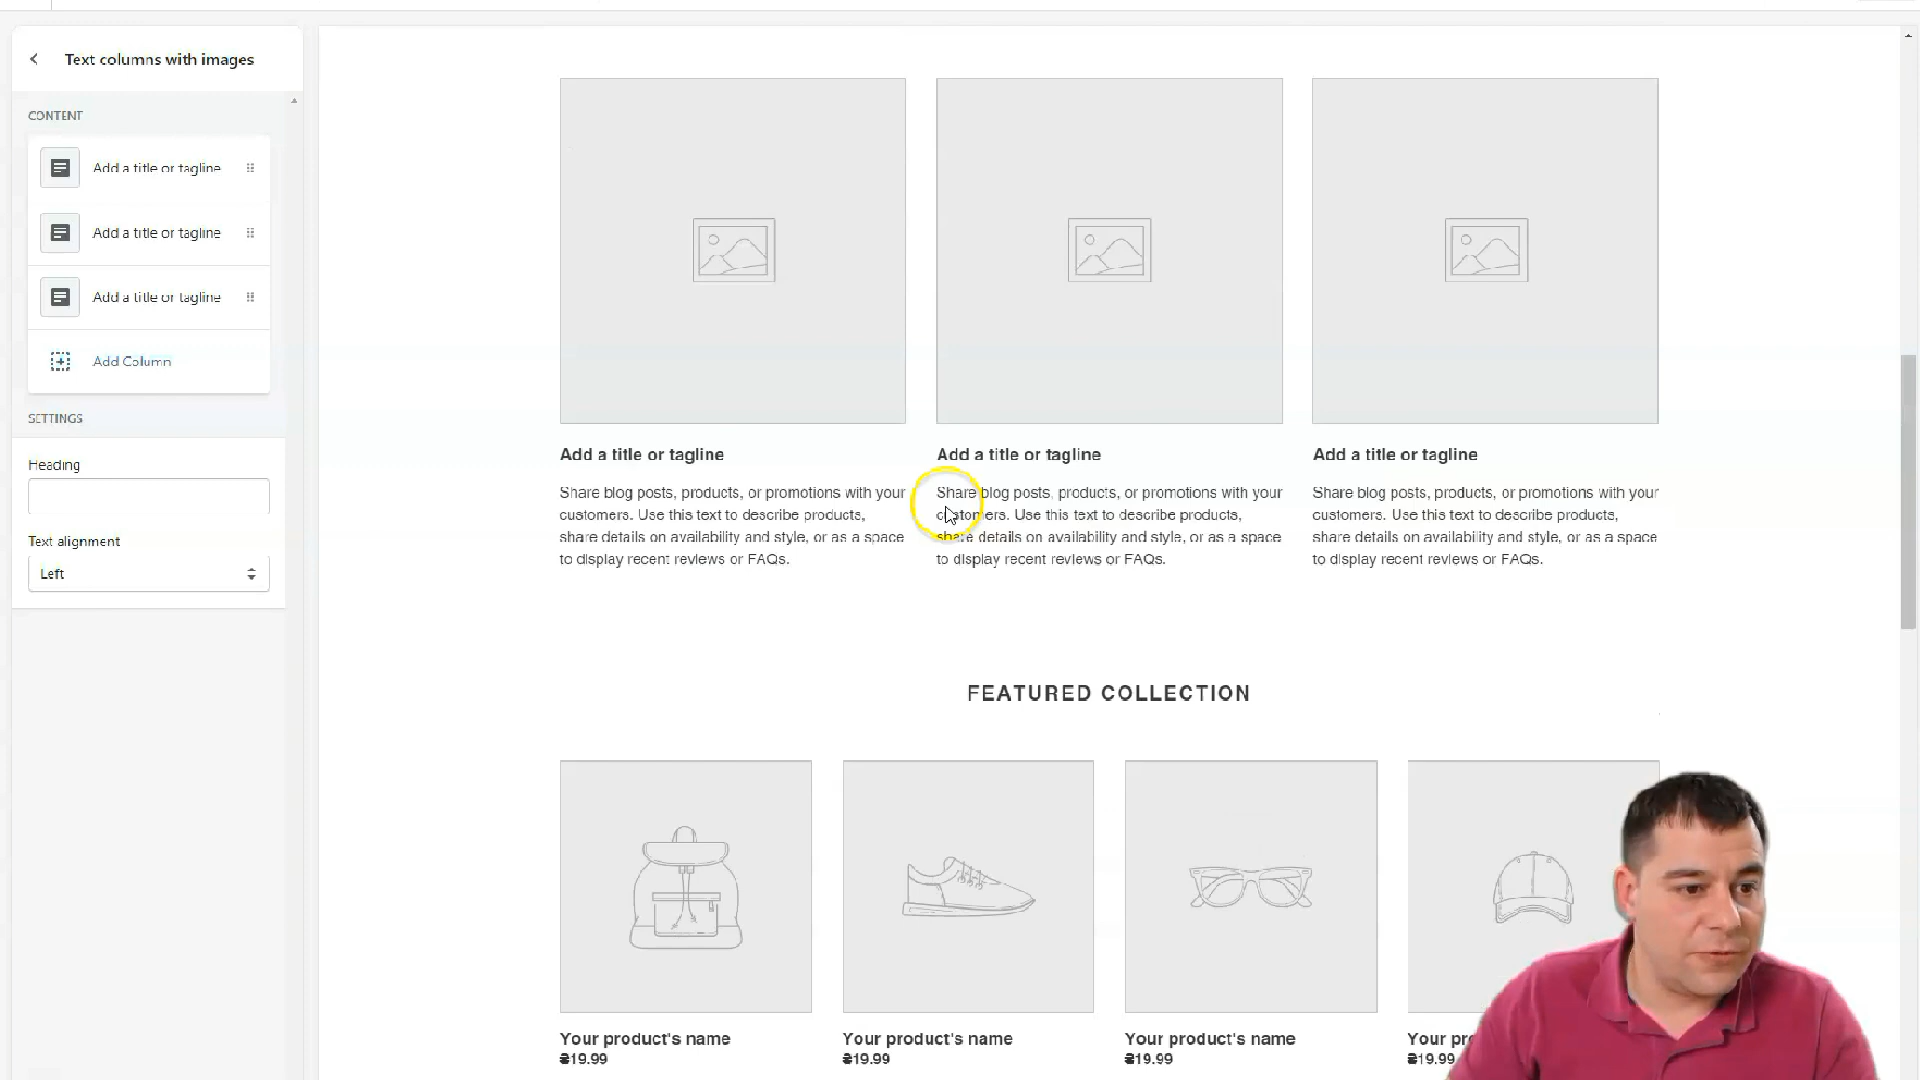 Text columns with images
CONTENT
Add a title or tagline
Add a title or tagline
Add a title or tagline
Add Column
SETTINGS
Heading
Text alignment
Left
Add a title or tagline
Share blog posts, products, or promotions with your
customers. Use this text to describe products,
share details on availability and style, or as a space
to display recent reviews or FAQs.
Add a title or tagline
Share blog posts, products, or promotions with your
customers. Use this text to describe products,
share details on availability and style, or as a space
to display recent reviews or FAQs.
Add a title or tagline
Share blog posts, products, or promotions with your
customers. Use this text to describe products,
share details on availability and style, or as a space
to display recent reviews or FAQs.
FEATURED COLLECTION
Your product's name
₴19.99
Your product's name
₴19.99
Your product's name
₴19.99
Your
₴19.99